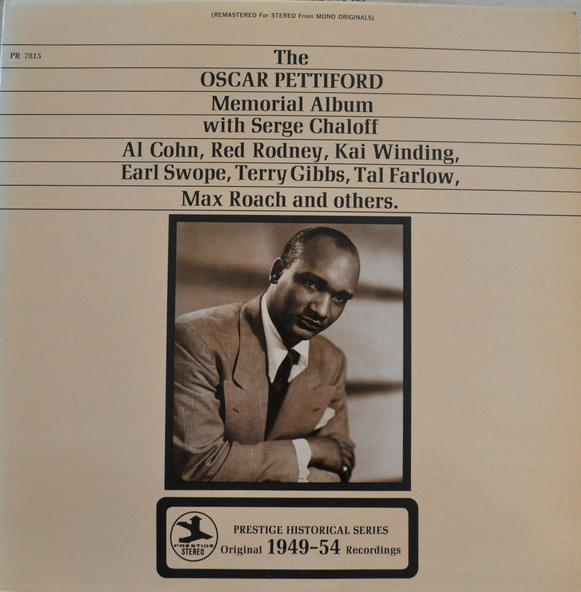 (REMASTERED For STEREO From MONO ORIGINALS)
PR 7813
The
OSCAR PETTIFORD
Memorial Album
with Serge Chaloff
Al Cohn, Red Rodney, Kai Winding,
Earl Swope, Terry Gibbs, Tal Farlow,
Max Roach and others.
PRESTIGE
STEREO
PRESTIGE HISTORICAL SERIES
Original 1949-54 Recordings